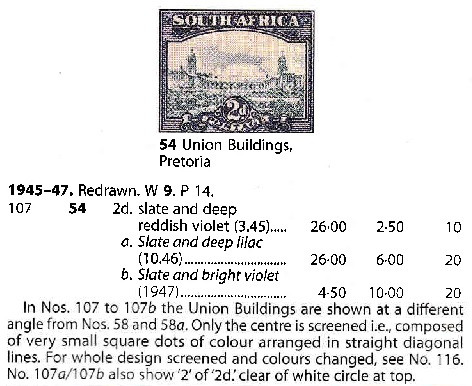 SOUTH AFRICA
2d
54 Union Buildings,
Pretoria
1945–47. Redrawn. W 9. P 14.
107 54 2d. slate and deep
reddish violet (3.45)..... 26·00 2·50 10
a. Slate and deep lilac
(10.46)................................ 26·00 6·00 20
b. Slate and bright violet
(1947).................................. 4·50 10·00 20
In Nos. 107 to 107b the Union Buildings are shown at a different
angle from Nos. 58 and 58a. Only the centre is screened i.e., composed
of very small square dots of colour arranged in straight diagonal
lines. For whole design screened and colours changed, see No. 116.
No. 107a/107b also show '2' of '2d.' clear of white circle at top.